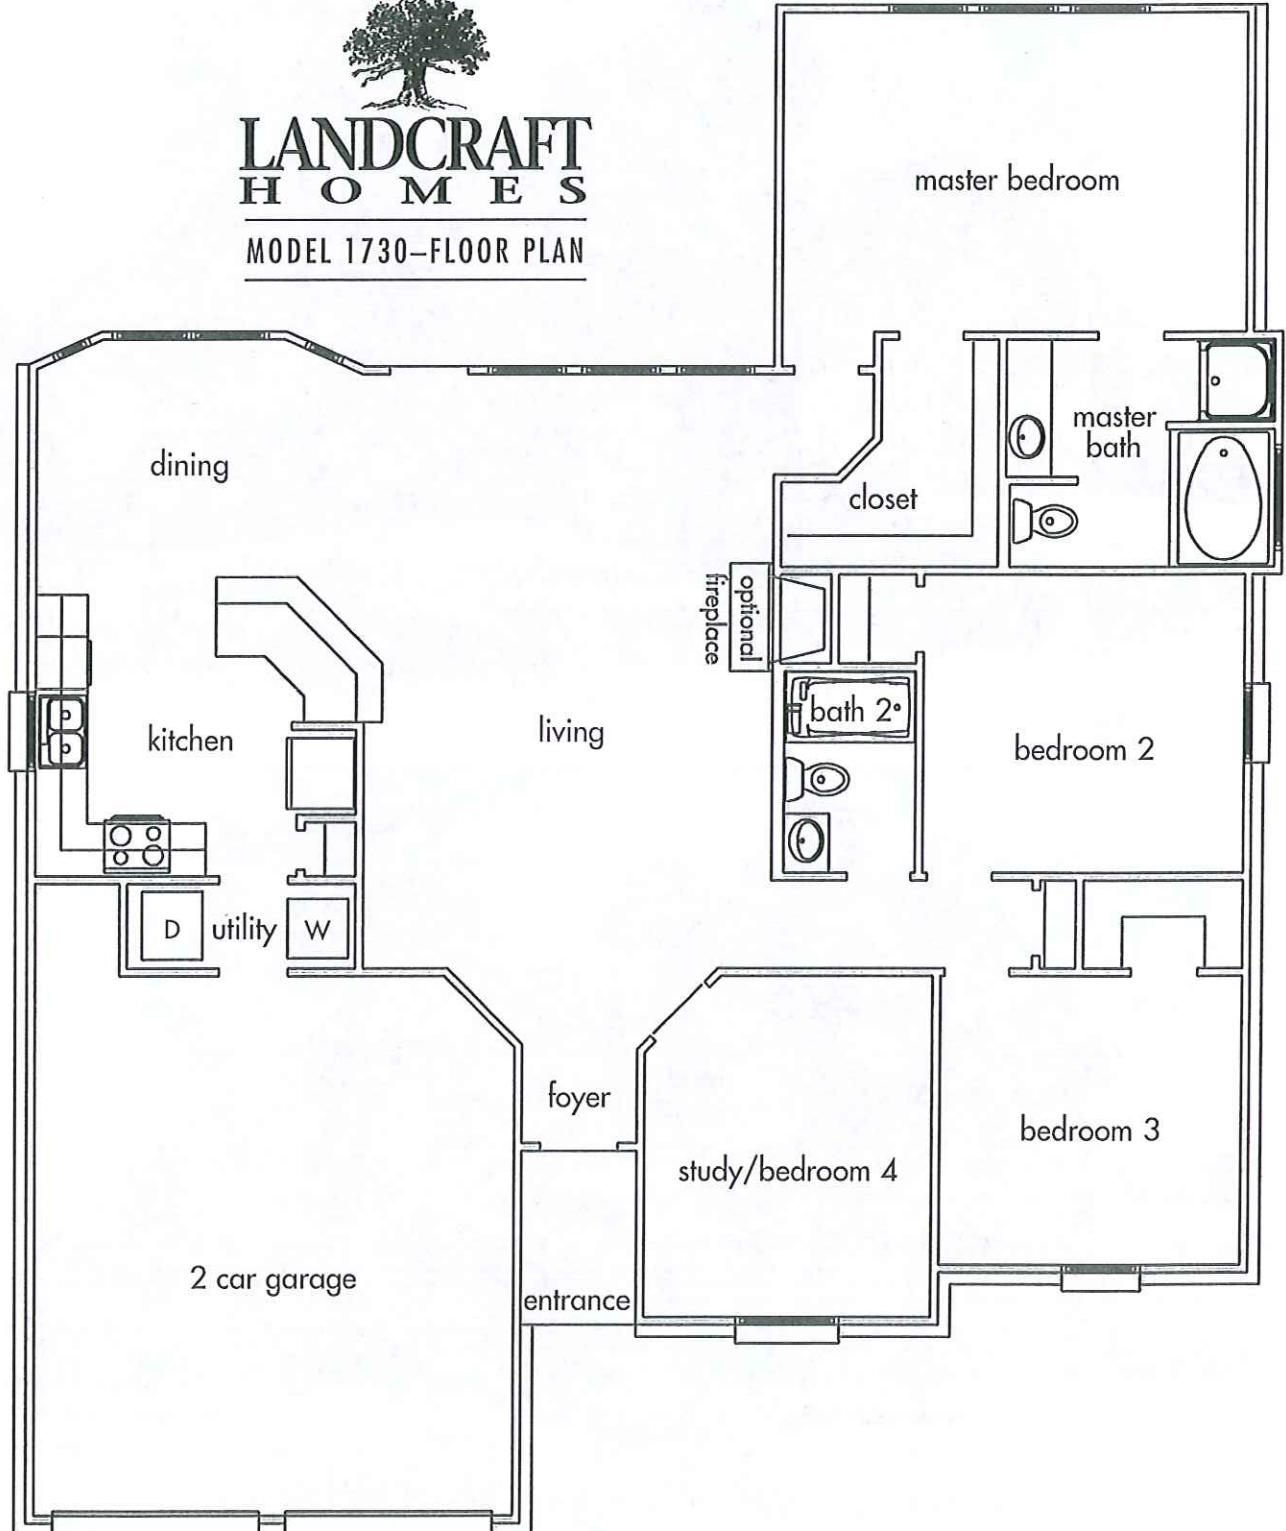 LANDCRAFT
HOMES
MODEL 1730–FLOOR PLAN
master bedroom
dining
master
bath
closet
optional
fireplace
bath 2
kitchen
living
bedroom 2
D
utility
W
foyer
study/bedroom 4
bedroom 3
2 car garage
entrance